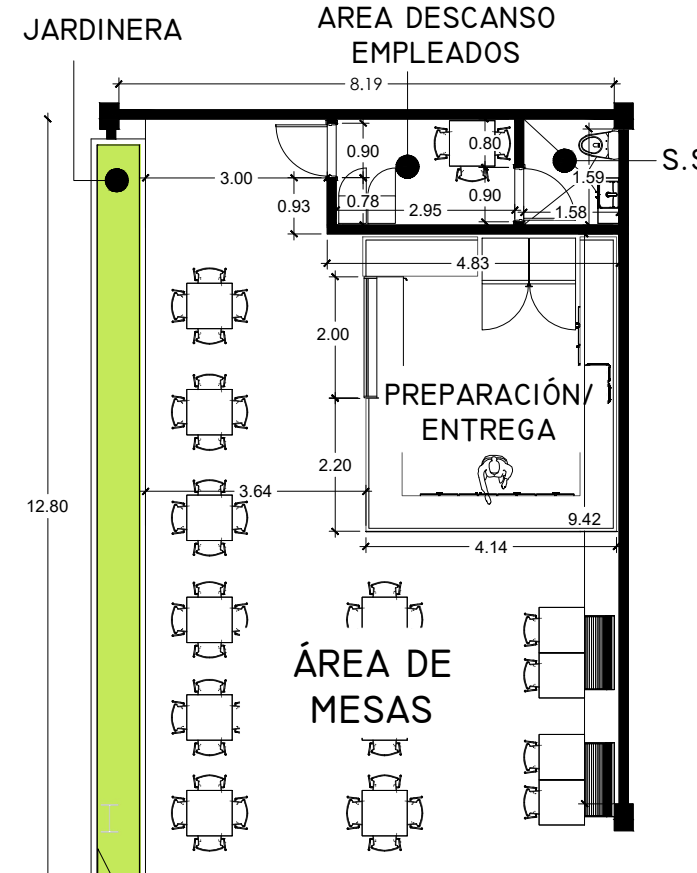 JARDINERA
AREA DESCANSO
EMPLEADOS
8.19
0.90
0.80
S.S
3.00
1.59
0.93
0.78
2.95
0.90
1.58
4.83
2.00
PREPARACIÓN/
ENTREGA
2.20
3.64
12.80
9.42
4.14
ÁREA DE
MESAS